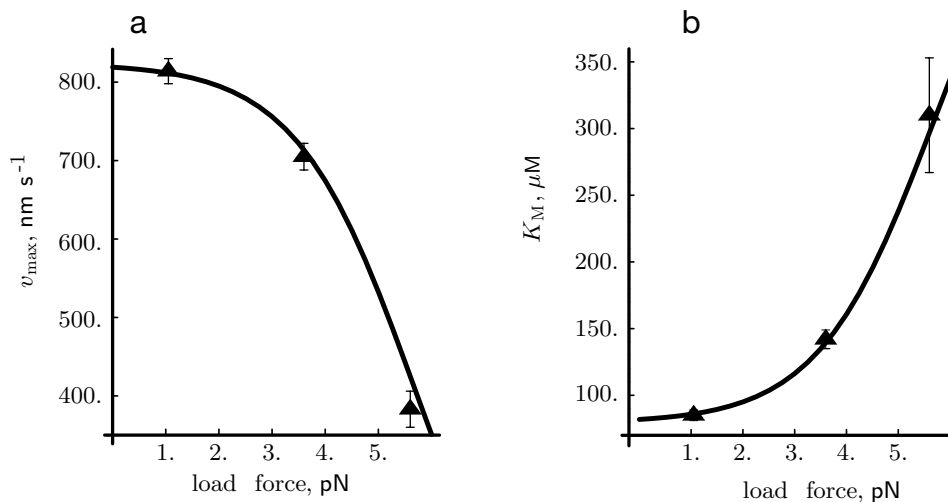 a
800.
700.
600.
500.
400.
v_max, nm s⁻¹
1. 2. 3. 4. 5.
load force, pN
b
350.
300.
250.
200.
150.
100.
K_M, μM
1. 2. 3. 4. 5.
load force, pN